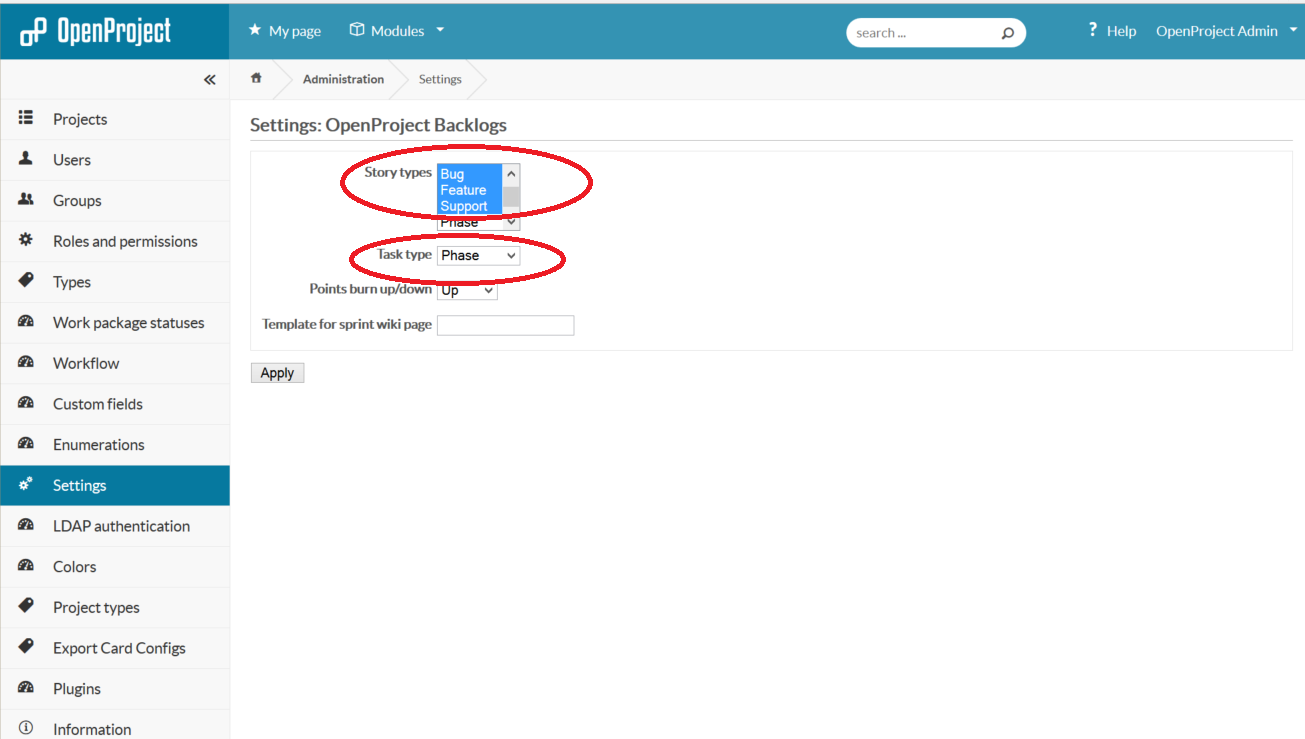 OpenProject
My page
Modules
search ...
? Help
OpenProject Admin
Administration
Settings
Projects
Users
Groups
Roles and permissions
Types
Work package statuses
Workflow
Custom fields
Enumerations
Settings
LDAP authentication
Colors
Project types
Export Card Configs
Plugins
Information
Settings: OpenProject Backlogs
Story types
Bug
Feature
Support
Phase
Task type Phase
Points burn up/down Up
Template for sprint wiki page
Apply